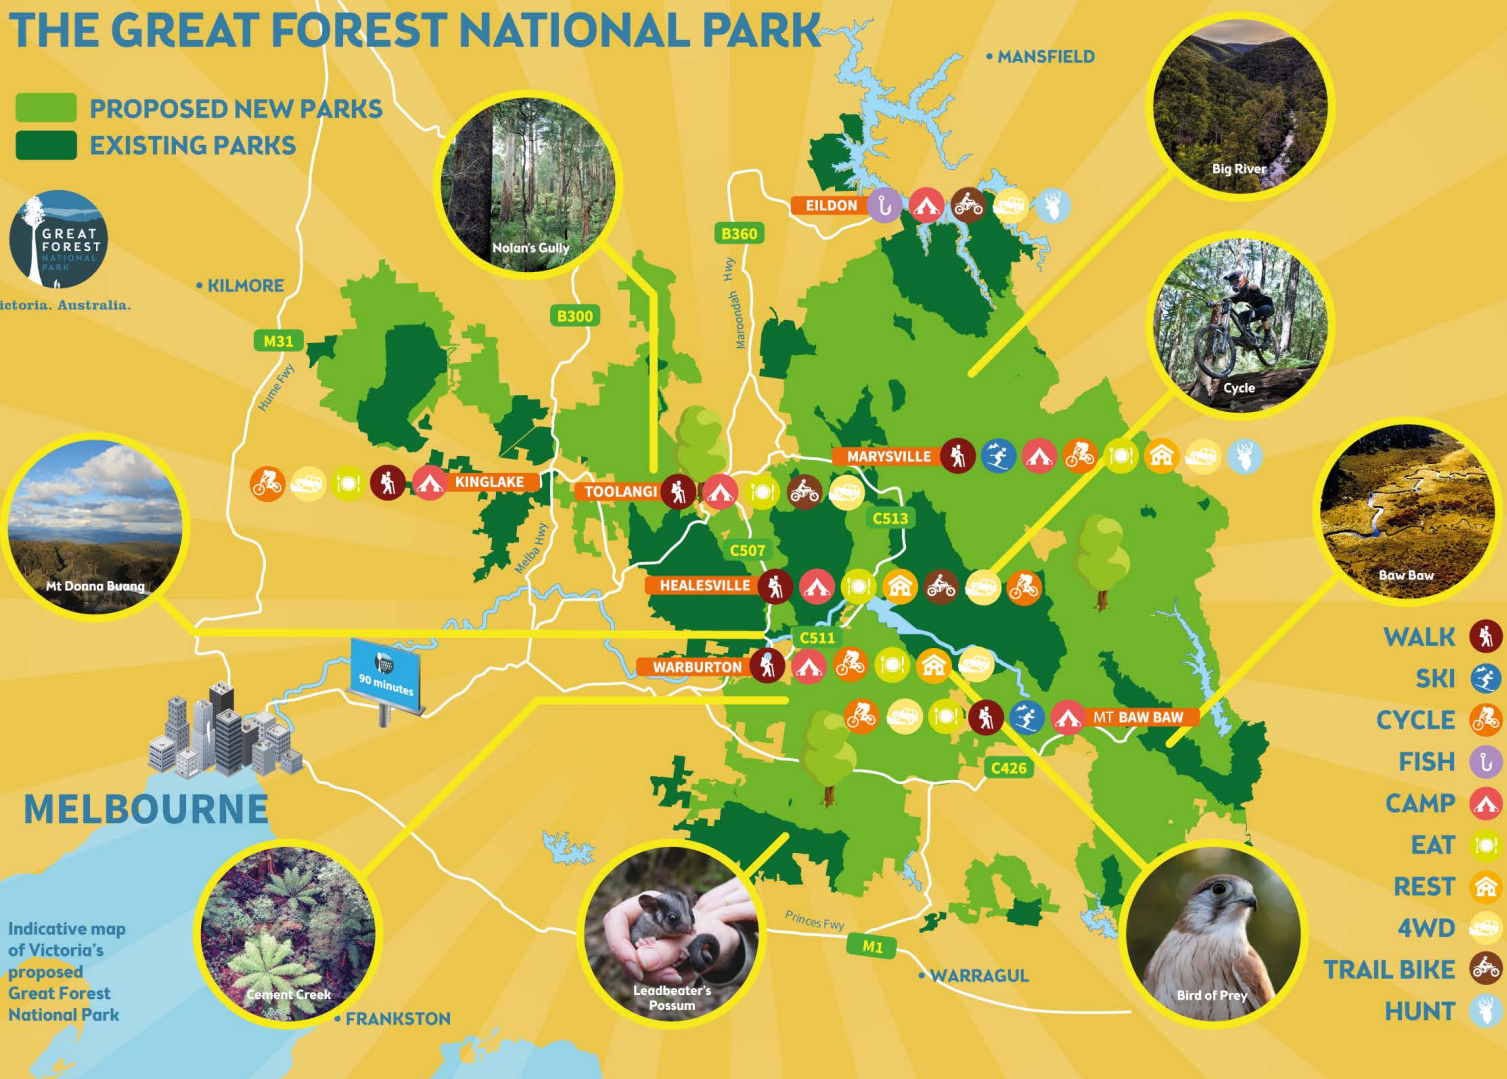 THE GREAT FOREST NATIONAL PARK
PROPOSED NEW PARKS
EXISTING PARKS
GREAT
FOREST
NATIONAL
PARK
ictoria. Australia.
• MANSFIELD
Big River
Nolan's Gully
EILDON
B360
Maroondah Hwy
• KILMORE
B300
M31
Hume Fwy
Cycle
MARYSVILLE
KINGLAKE
TOOLANGI
C513
Melba Hwy
C507
Mt Donna Buang
Baw Baw
HEALESVILLE
C511
WARBURTON
90 minutes
MT BAW BAW
C426
MELBOURNE
WALK
SKI
CYCLE
FISH
CAMP
EAT
REST
4WD
TRAIL BIKE
HUNT
Indicative map
of Victoria's
proposed
Great Forest
National Park
Cement Creek
Leadbeater's
Possum
Princes Fwy
M1
• WARRAGUL
Bird of Prey
• FRANKSTON